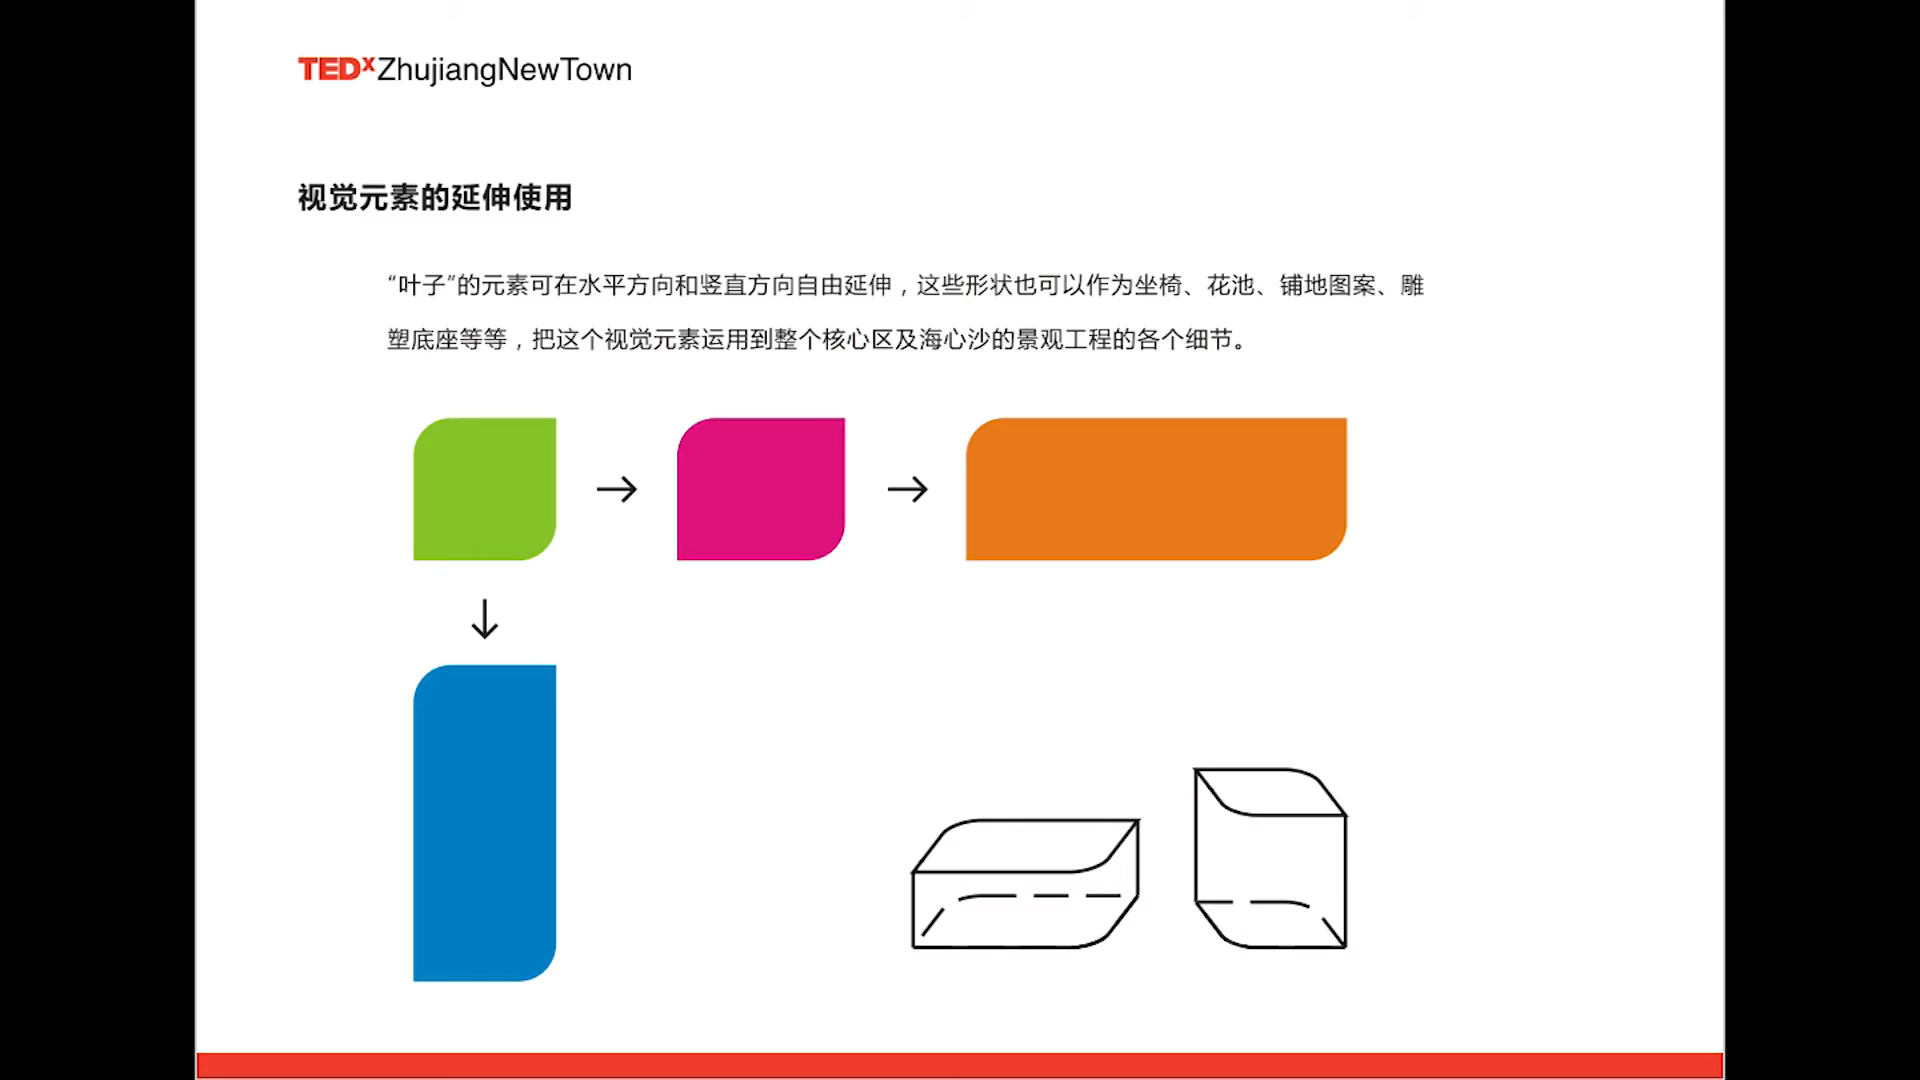 TEDxZhujiangNewTown
视觉元素的延伸使用
“叶子”的元素可在水平方向和竖直方向自由延伸，这些形状也可以作为坐椅、花池、铺地图案、雕
塑底座等等，把这个视觉元素运用到整个核心区及海心沙的景观工程的各个细节。